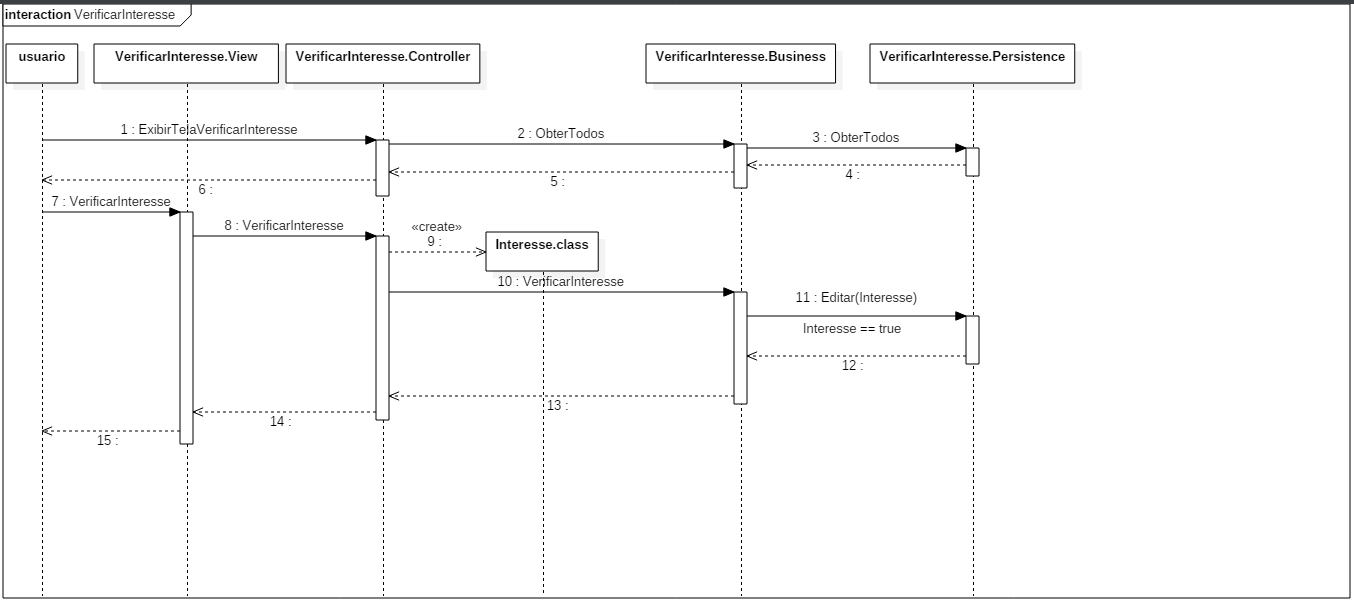 interaction VerificarInteresse
usuario
VerificarInteresse.View
VerificarInteresse.Controller
VerificarInteresse.Business
VerificarInteresse.Persistence
1 : ExibirTelaVerificarInteresse
2 : ObterTodos
3 : ObterTodos
4 :
5 :
6 :
7 : VerificarInteresse
8 : VerificarInteresse
«create»
9 :
Interesse.class
10 : VerificarInteresse
11 : Editar(Interesse)
Interesse == true
12 :
13 :
14 :
15 :